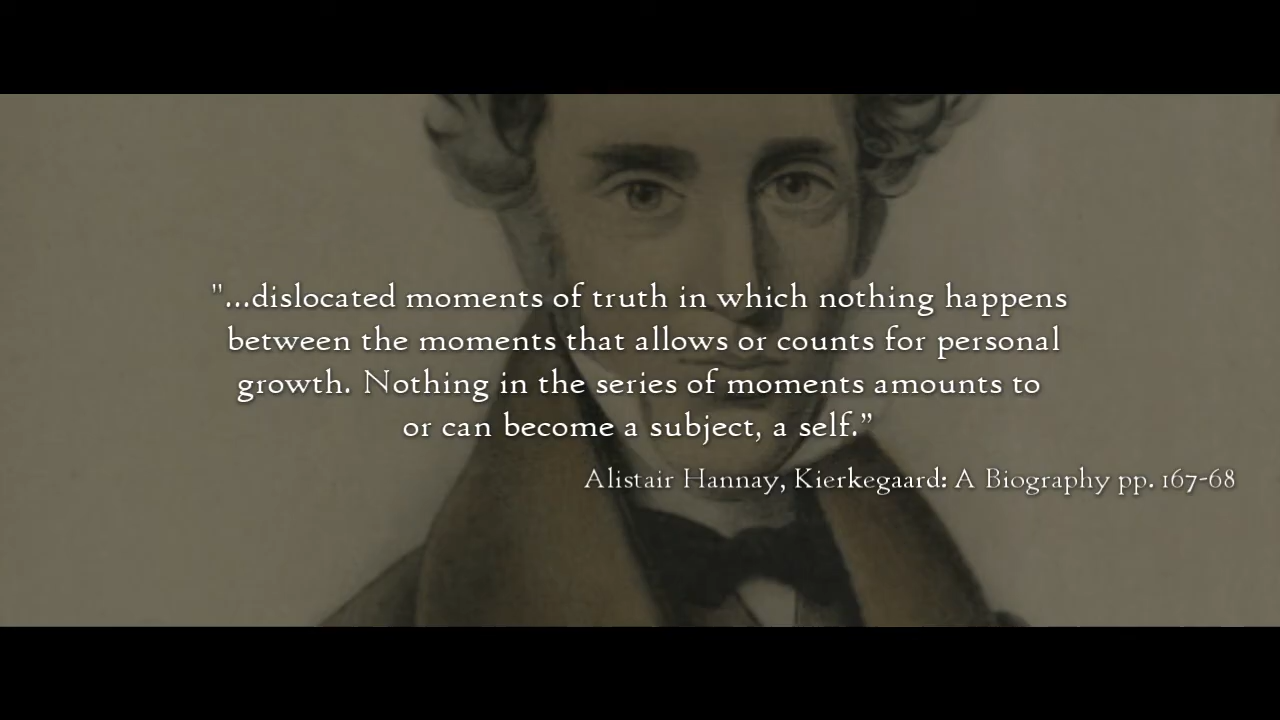 "...dislocated moments of truth in which nothing happens
between the moments that allows or counts for personal
growth. Nothing in the series of moments amounts to
or can become a subject, a self.”
Alistair Hannay, Kierkegaard: A Biography pp. 167-68